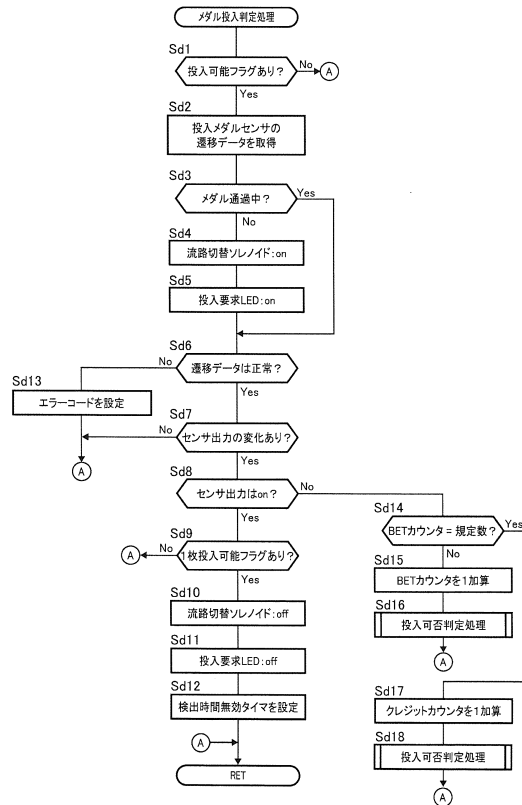 メダル投入判定処理
Sd1
投入可能フラグあり?
No
A
Yes
Sd2
投入メダルセンサの
遷移データを取得
Sd3
メダル通過中?
Yes
No
Sd4
流路切替ソレノイド:on
Sd5
投入要求LED:on
Sd6
遷移データは正常?
No
Yes
Sd13
エラーコードを設定
A
Sd7
センサ出力の変化あり?
No
Yes
Sd8
センサ出力はon?
No
Yes
Sd9
1枚投入可能フラグあり?
No
A
Yes
Sd10
流路切替ソレノイド:off
Sd11
投入要求LED:off
Sd12
検出時間無効タイマを設定
A
RET
Sd14
BETカウンタ = 規定数?
Yes
No
Sd15
BETカウンタを1加算
Sd16
投入可否判定処理
A
Sd17
クレジットカウンタを1加算
Sd18
投入可否判定処理
A